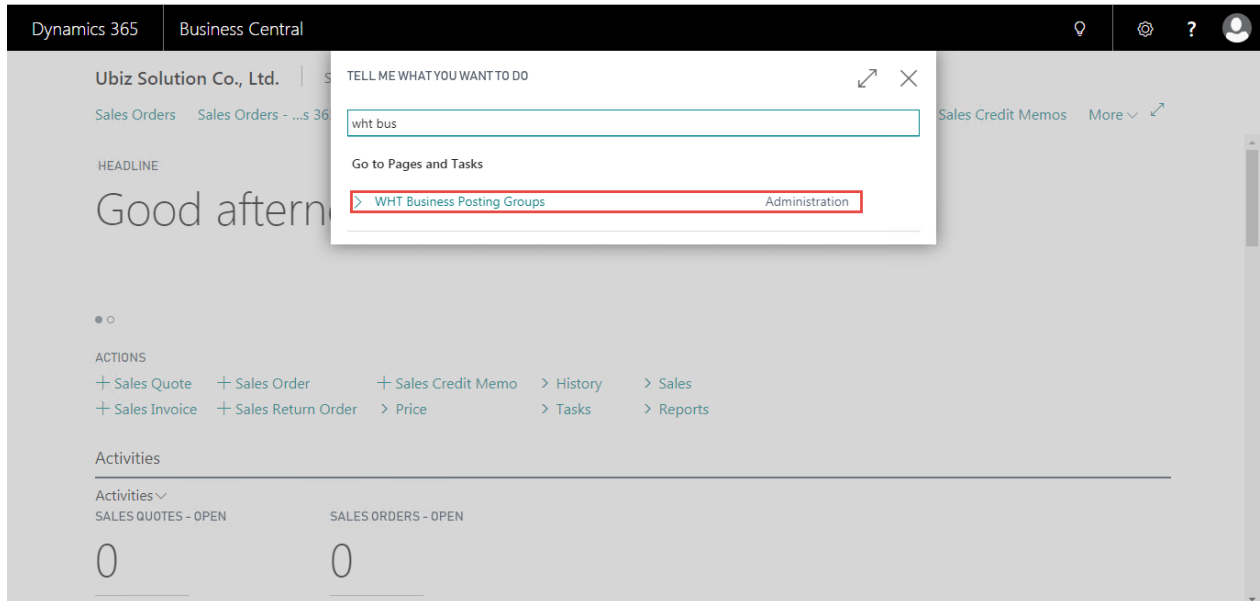 Dynamics 365 Business Central ?
Ubiz Solution Co., Ltd. S
TELL ME WHAT YOU WANT TO DO
Sales Orders Sales Orders - ...s 36 Sales Credit Memos More
wht bus
Go to Pages and Tasks
HEADLINE
Good aftern
WHT Business Posting Groups Administration
ACTIONS
+ Sales Quote + Sales Order + Sales Credit Memo > History > Sales
+ Sales Invoice + Sales Return Order > Price > Tasks > Reports
Activities
Activities
SALES QUOTES - OPEN SALES ORDERS - OPEN
0 0